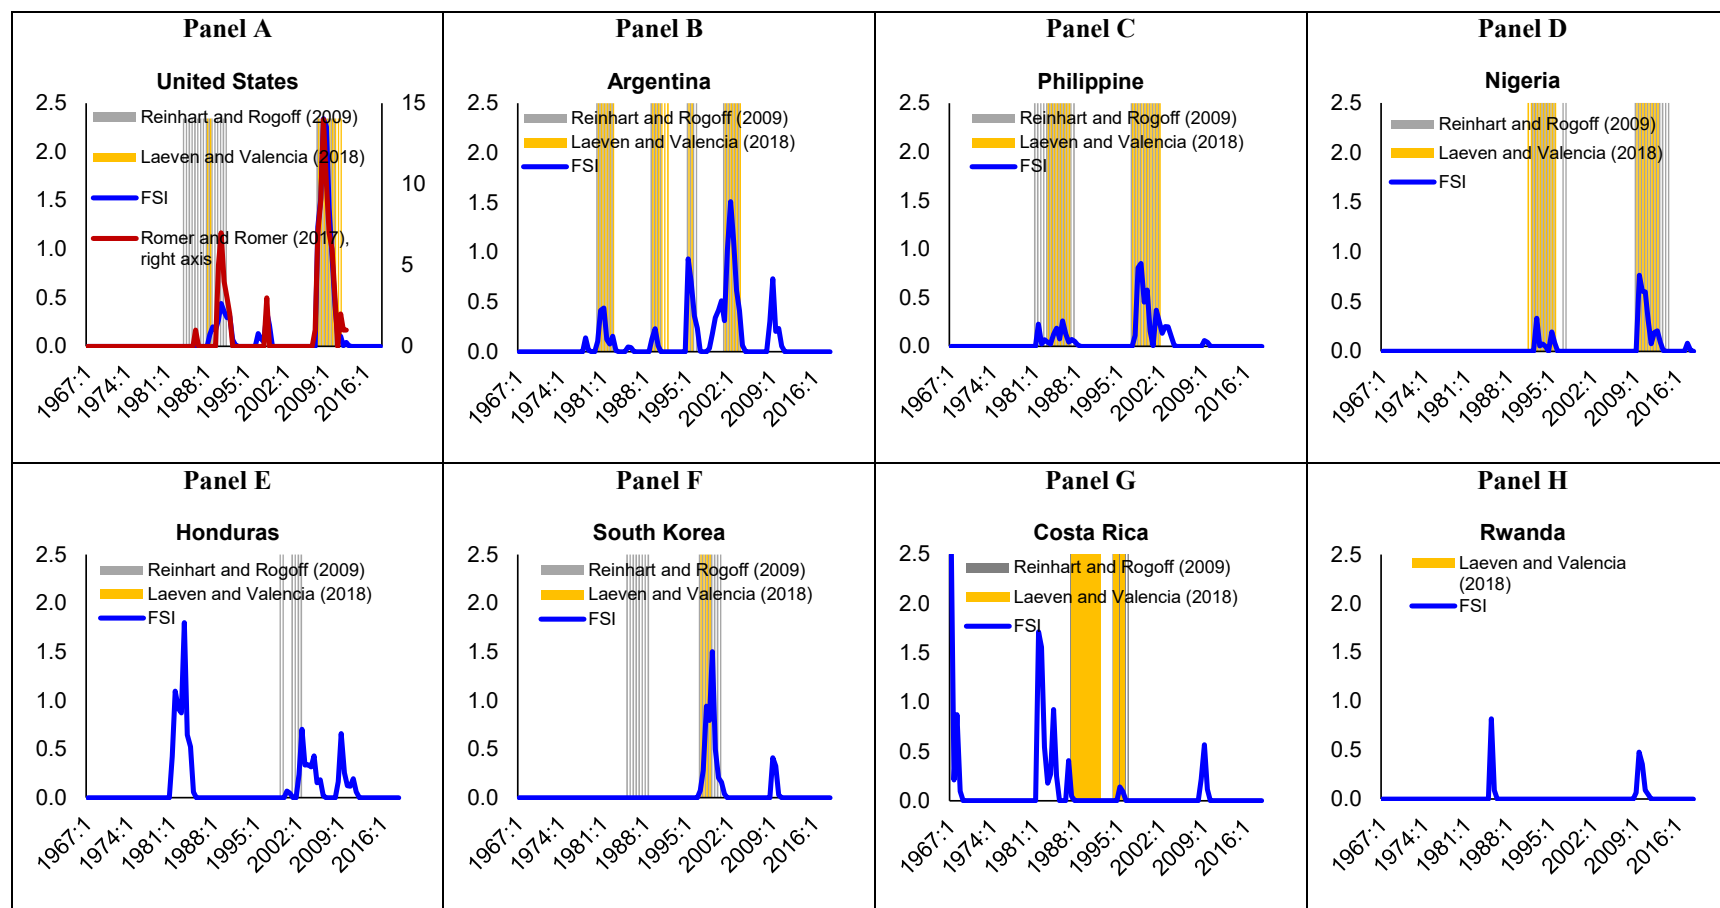 Panel A
United States
2.5
2.0
1.5
1.0
0.5
0.0
15
10
5
0
Reinhart and Rogoff (2009)
Laeven and Valencia (2018)
FSI
Romer and Romer (2017),
right axis
1967:1
1974:1
1981:1
1988:1
1995:1
2002:1
2009:1
2016:1
Panel B
Argentina
2.5
2.0
1.5
1.0
0.5
0.0
Reinhart and Rogoff (2009)
Laeven and Valencia (2018)
FSI
1967:1
1974:1
1981:1
1988:1
1995:1
2002:1
2009:1
2016:1
Panel C
Philippine
2.5
2.0
1.5
1.0
0.5
0.0
Reinhart and Rogoff (2009)
Laeven and Valencia (2018)
FSI
1967:1
1974:1
1981:1
1988:1
1995:1
2002:1
2009:1
2016:1
Panel D
Nigeria
2.5
2.0
1.5
1.0
0.5
0.0
Reinhart and Rogoff (2009)
Laeven and Valencia (2018)
FSI
1967:1
1974:1
1981:1
1988:1
1995:1
2002:1
2009:1
2016:1
Panel E
Honduras
2.5
2.0
1.5
1.0
0.5
0.0
Reinhart and Rogoff (2009)
Laeven and Valencia (2018)
FSI
1967:1
1974:1
1981:1
1988:1
1995:1
2002:1
2009:1
2016:1
Panel F
South Korea
2.5
2.0
1.5
1.0
0.5
0.0
Reinhart and Rogoff (2009)
Laeven and Valencia (2018)
FSI
1967:1
1974:1
1981:1
1988:1
1995:1
2002:1
2009:1
2016:1
Panel G
Costa Rica
2.5
2.0
1.5
1.0
0.5
0.0
Reinhart and Rogoff (2009)
Laeven and Valencia (2018)
FSI
1967:1
1974:1
1981:1
1988:1
1995:1
2002:1
2009:1
2016:1
Panel H
Rwanda
2.5
2.0
1.5
1.0
0.5
0.0
Laeven and Valencia
(2018)
FSI
1967:1
1974:1
1981:1
1988:1
1995:1
2002:1
2009:1
2016:1